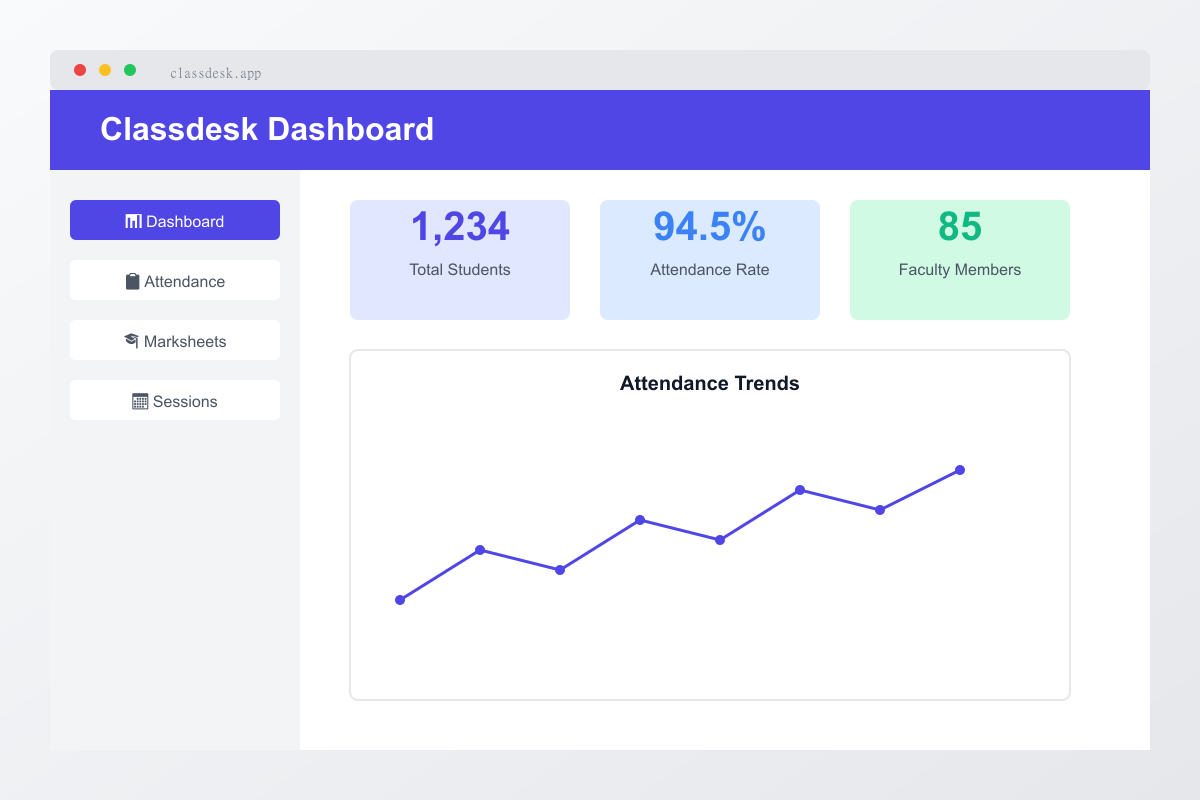 classdesk.app
Classdesk Dashboard
Dashboard
Attendance
Marksheets
Sessions
1,234
Total Students
94.5%
Attendance Rate
85
Faculty Members
Attendance Trends